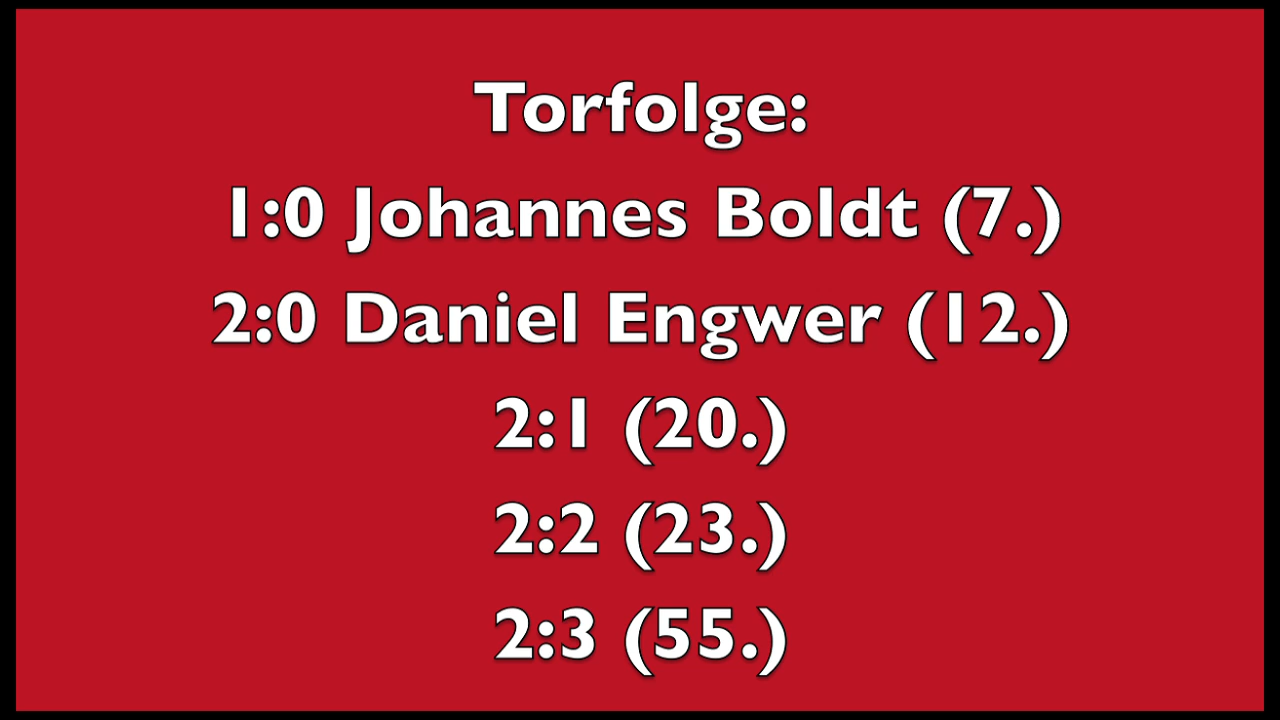 Torfolge:
1:0 Johannes Boldt (7.)
2:0 Daniel Engwer (12.)
2:1 (20.)
2:2 (23.)
2:3 (55.)